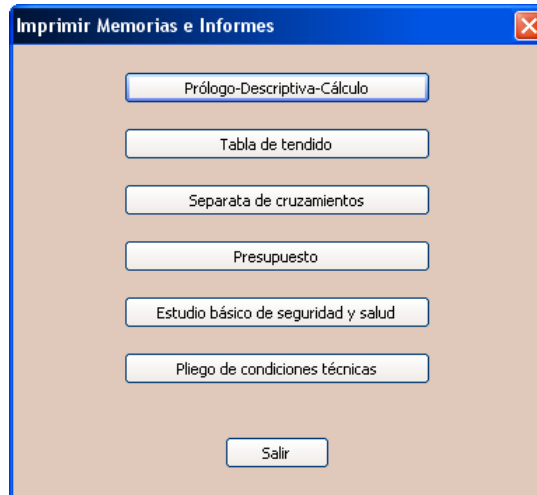 Imprimir Memorias e Informes
Prólogo-Descriptiva-Cálculo
Tabla de tendido
Separata de cruzamientos
Presupuesto
Estudio básico de seguridad y salud
Pliego de condiciones técnicas
Salir